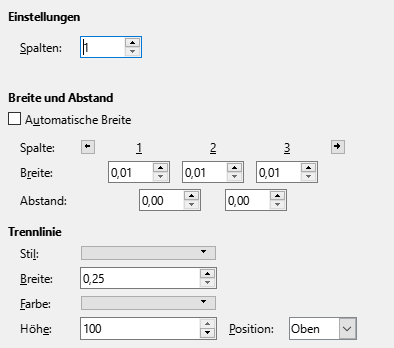 Einstellungen
Spalten: 1
Breite und Abstand
Automatische Breite
Spalte: 1 2 3
Breite: 0,01 0,01 0,01
Abstand: 0,00 0,00
Trennlinie
Stil:
Breite: 0,25
Farbe:
Höhe: 100 Position: Oben